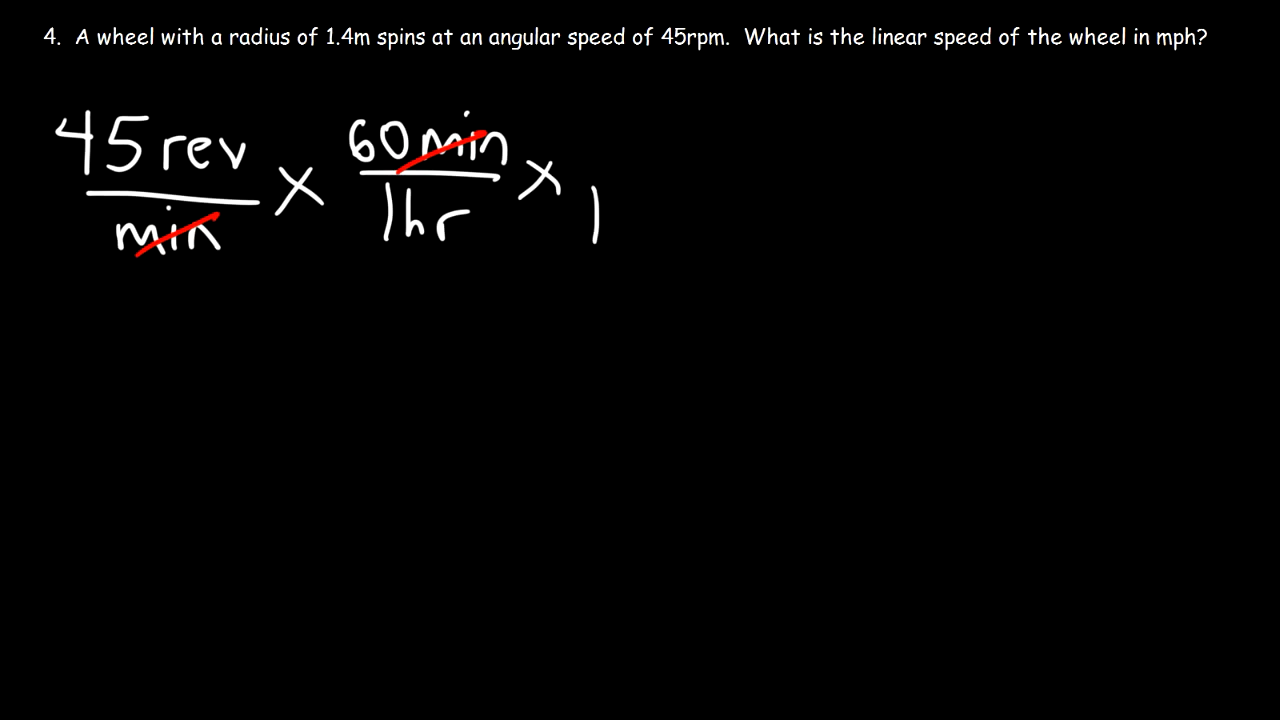 4. A wheel with a radius of 1.4m spins at an angular speed of 45rpm. What is the linear speed of the wheel in mph?
45 rev × 60 min ×
min 1hr 1